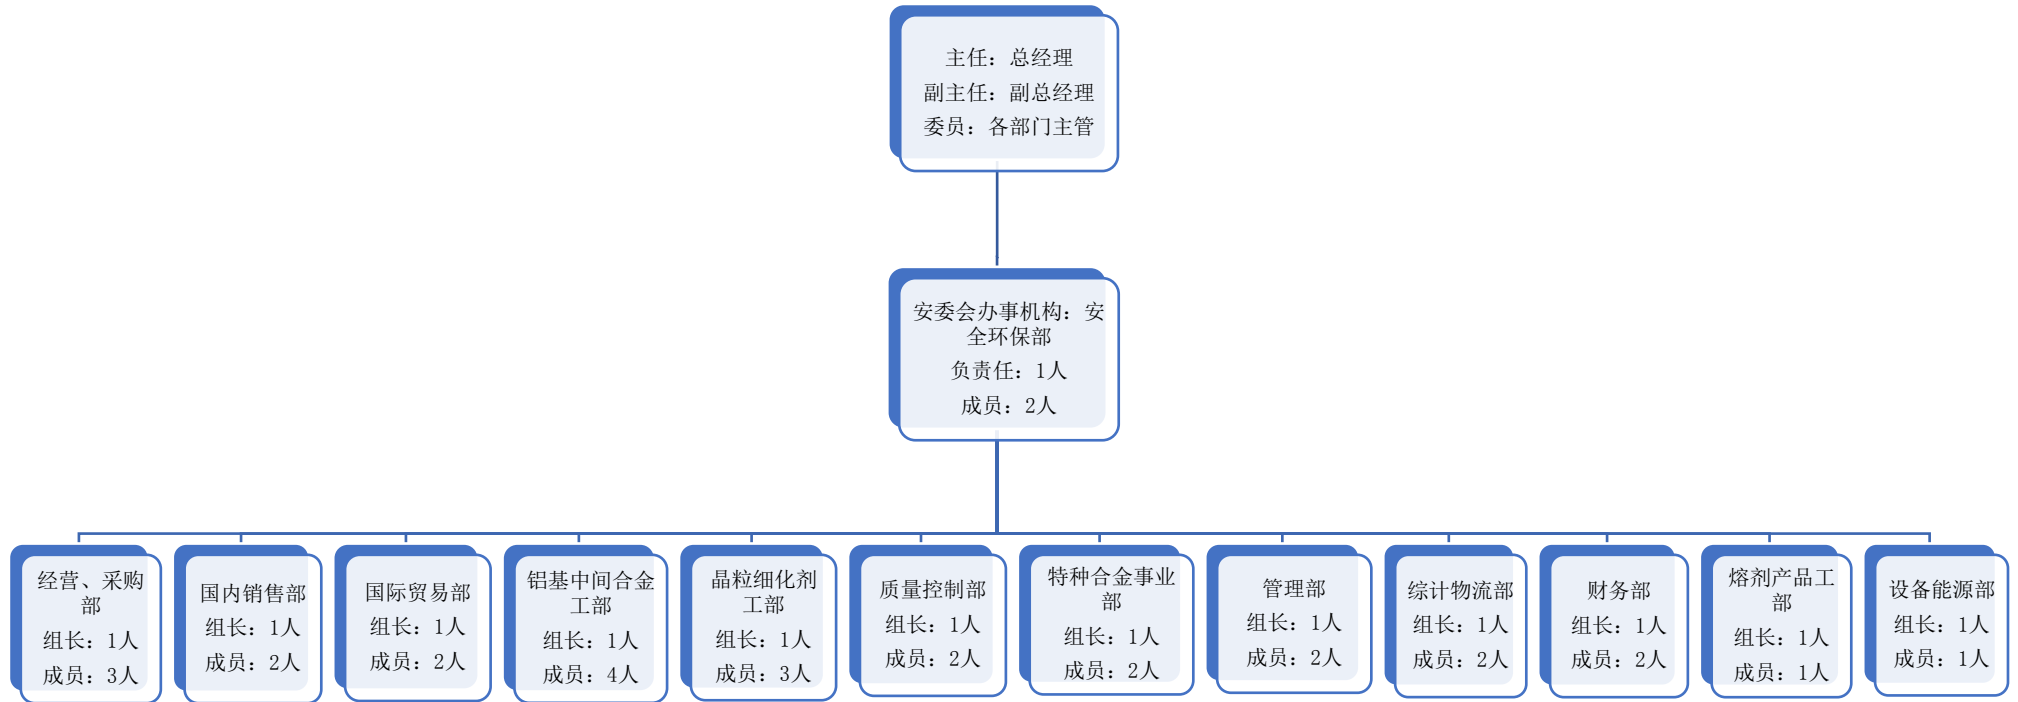 主任：总经理
副主任：副总经理
委员：各部门主管
安委会办事机构：安
全环保部
负责任：1人
成员：2人
经营、采购
部
组长：1人
成员：3人
国内销售部
组长：1人
成员：2人
国际贸易部
组长：1人
成员：2人
铝基中间合金
工部
组长：1人
成员：4人
晶粒细化剂
工部
组长：1人
成员：3人
质量控制部
组长：1人
成员：2人
特种合金事业
部
组长：1人
成员：2人
管理部
组长：1人
成员：2人
综计物流部
组长：1人
成员：2人
财务部
组长：1人
成员：2人
熔剂产品工
部
组长：1人
成员：1人
设备能源部
组长：1人
成员：1人